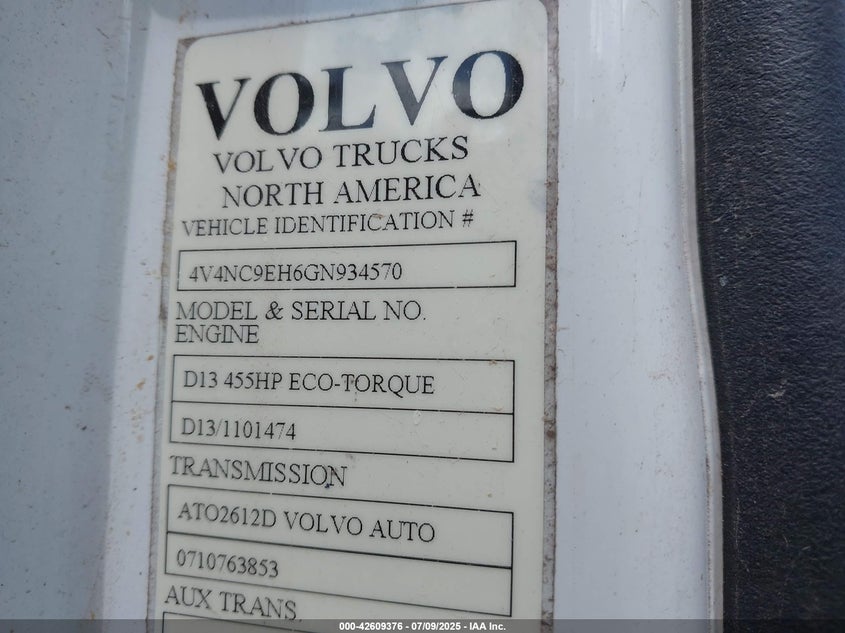 VOLVO
VOLVO TRUCKS
NORTH AMERICA
VEHICLE IDENTIFICATION #
4V4NC9EH6GN934570
MODEL & SERIAL NO.
ENGINE
D13 455HP ECO-TORQUE
D13/1101474
TRANSMISSION
ATO2612D VOLVO AUTO
0710763853
AUX TRANS.
000-42609376 / 07/09/2025 - IAA Inc.